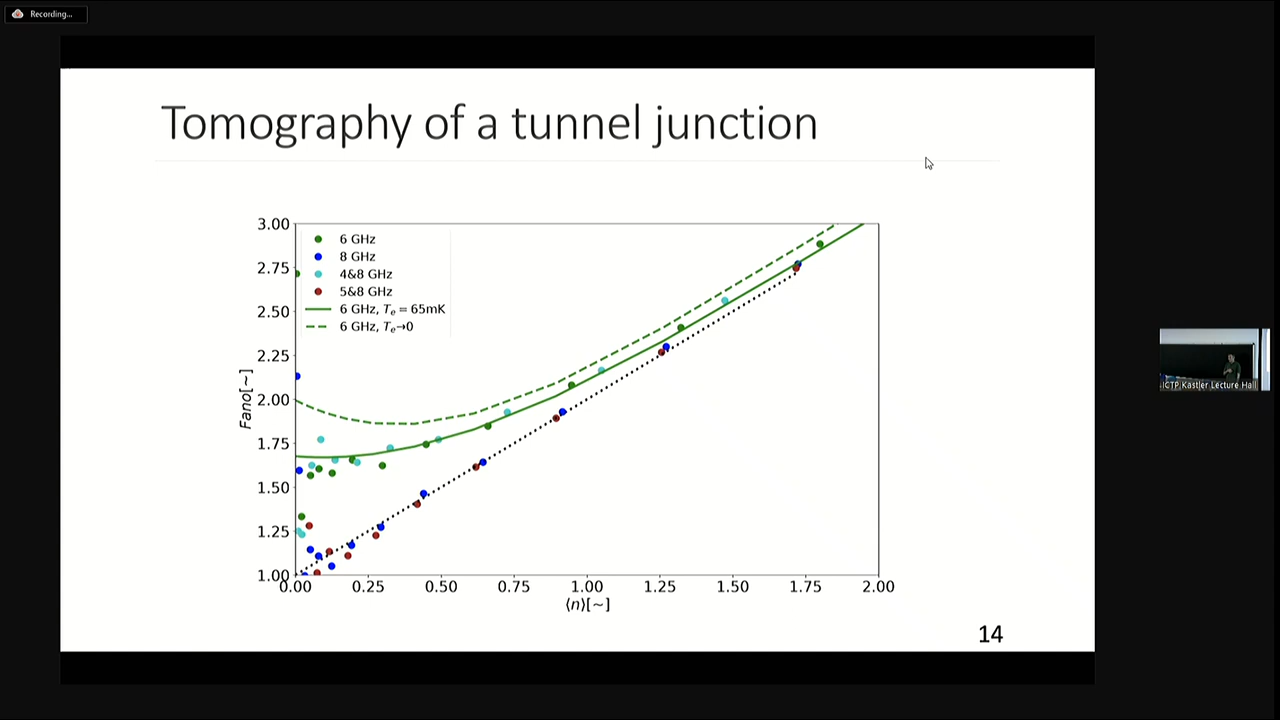 Recording...
Tomography of a tunnel junction
3.00
2.75
2.50
2.25
2.00
1.75
1.50
1.25
1.00
Fano[~]
6 GHz
8 GHz
4&8 GHz
5&8 GHz
6 GHz, Te = 65mK
6 GHz, Te→0
0.00 0.25 0.50 0.75 1.00 1.25 1.50 1.75 2.00
⟨n⟩[~]
14
ICTP Kastler Lecture Hall